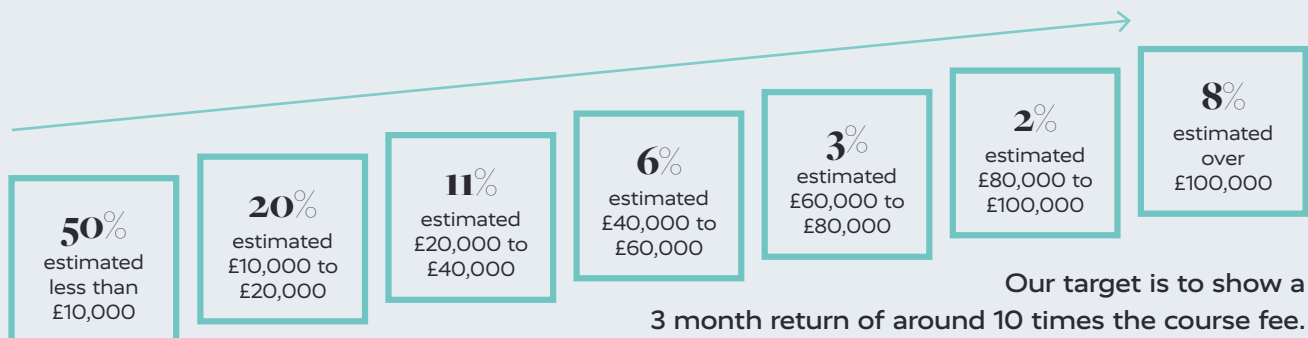 50%
estimated
less than
£10,000
20%
estimated
£10,000 to
£20,000
11%
estimated
£20,000 to
£40,000
6%
estimated
£40,000 to
£60,000
3%
estimated
£60,000 to
£80,000
2%
estimated
£80,000 to
£100,000
8%
estimated
over
£100,000
Our target is to show a
3 month return of around 10 times the course fee.